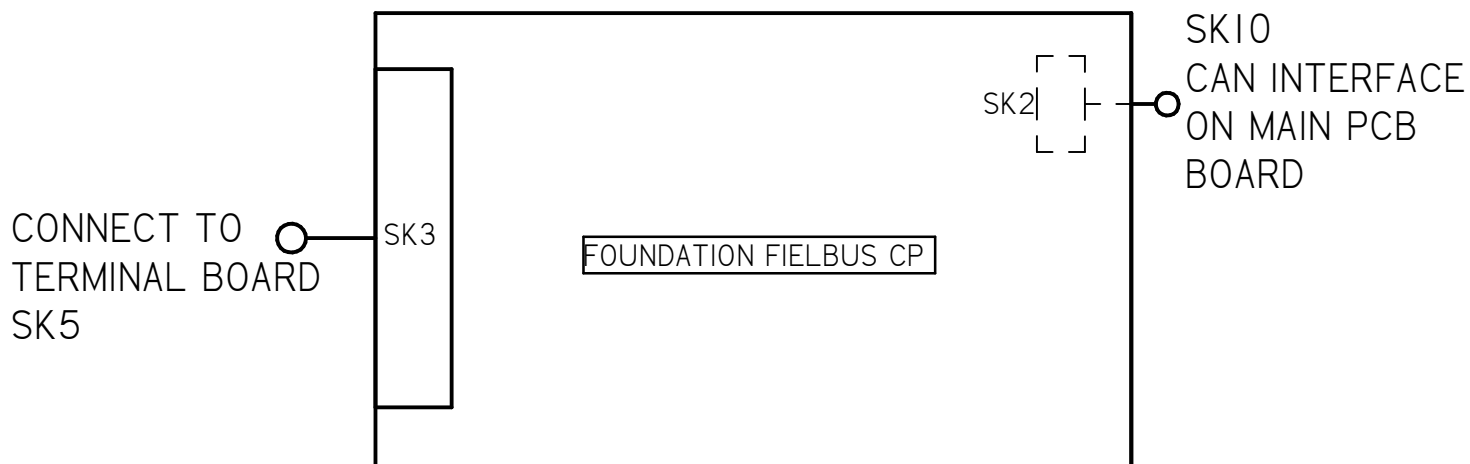 SK10
CAN INTERFACE
ON MAIN PCB
BOARD
SK2
CONNECT TO
TERMINAL BOARD
SK5
SK3
FOUNDATION FIELBUS CP